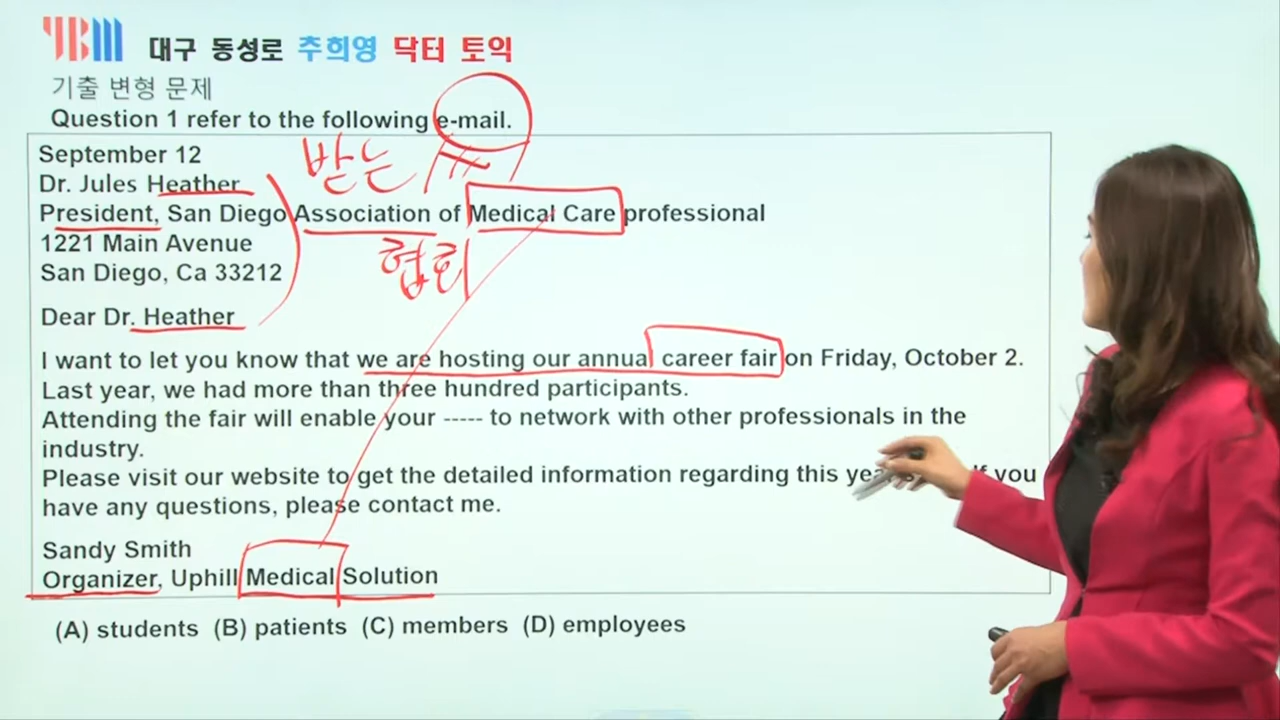 YBM 대구 동성로 추희영 닥터 토익
기출 변형 문제
Question 1 refer to the following e-mail.
September 12
Dr. Jules Heather
받는
President, San Diego Association of Medical Care professional
1221 Main Avenue
협회
San Diego, Ca 33212
Dear Dr. Heather
I want to let you know that we are hosting our annual career fair on Friday, October 2.
Last year, we had more than three hundred participants.
Attending the fair will enable your ----- to network with other professionals in the
industry.
Please visit our website to get the detailed information regarding this If you
have any questions, please contact me.
Sandy Smith
Organizer, Uphill Medical Solution
(A) students (B) patients (C) members (D) employees